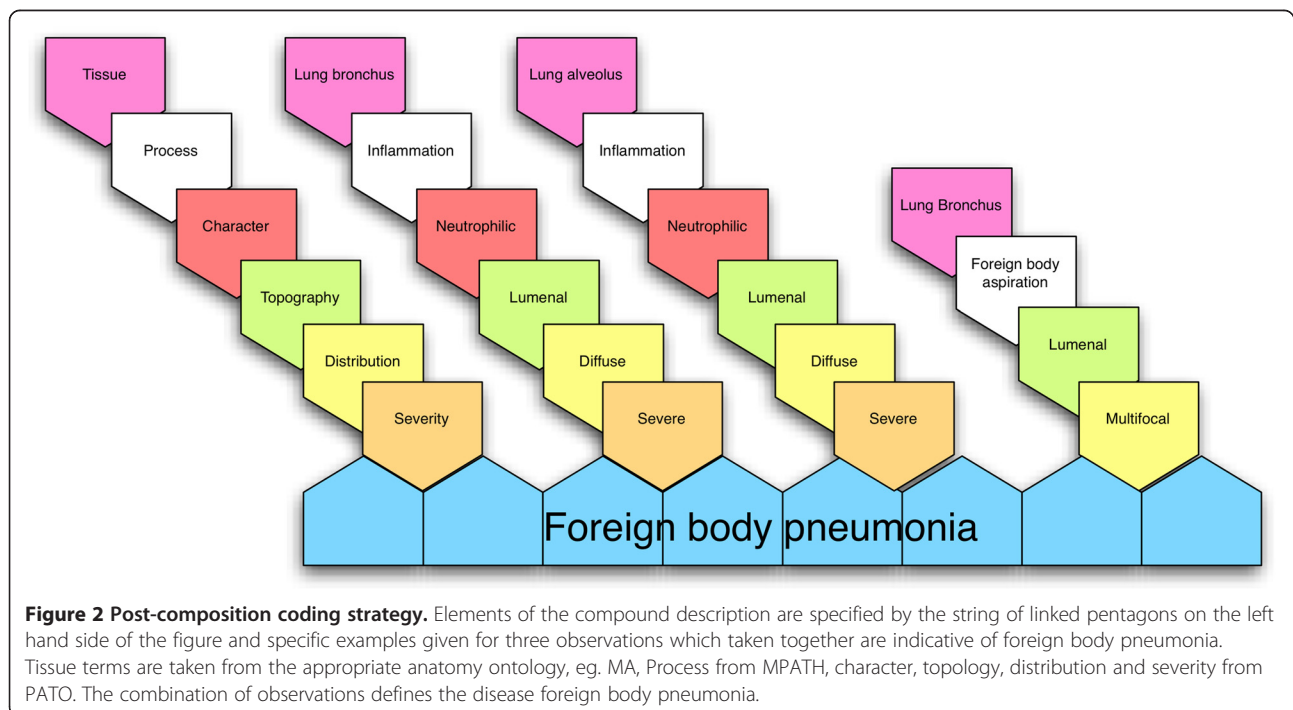 Tissue
Process
Character
Topography
Distribution
Severity
Lung bronchus
Inflammation
Neutrophilic
Lumenal
Diffuse
Severe
Lung alveolus
Inflammation
Neutrophilic
Lumenal
Diffuse
Severe
Lung Bronchus
Foreign body
aspiration
Lumenal
Multifocal
Foreign body pneumonia
Figure 2 Post-composition coding strategy. Elements of the compound description are specified by the string of linked pentagons on the left
hand side of the figure and specific examples given for three observations which taken together are indicative of foreign body pneumonia.
Tissue terms are taken from the appropriate anatomy ontology, eg. MA, Process from MPATH, character, topology, distribution and severity from
PATO. The combination of observations defines the disease foreign body pneumonia.